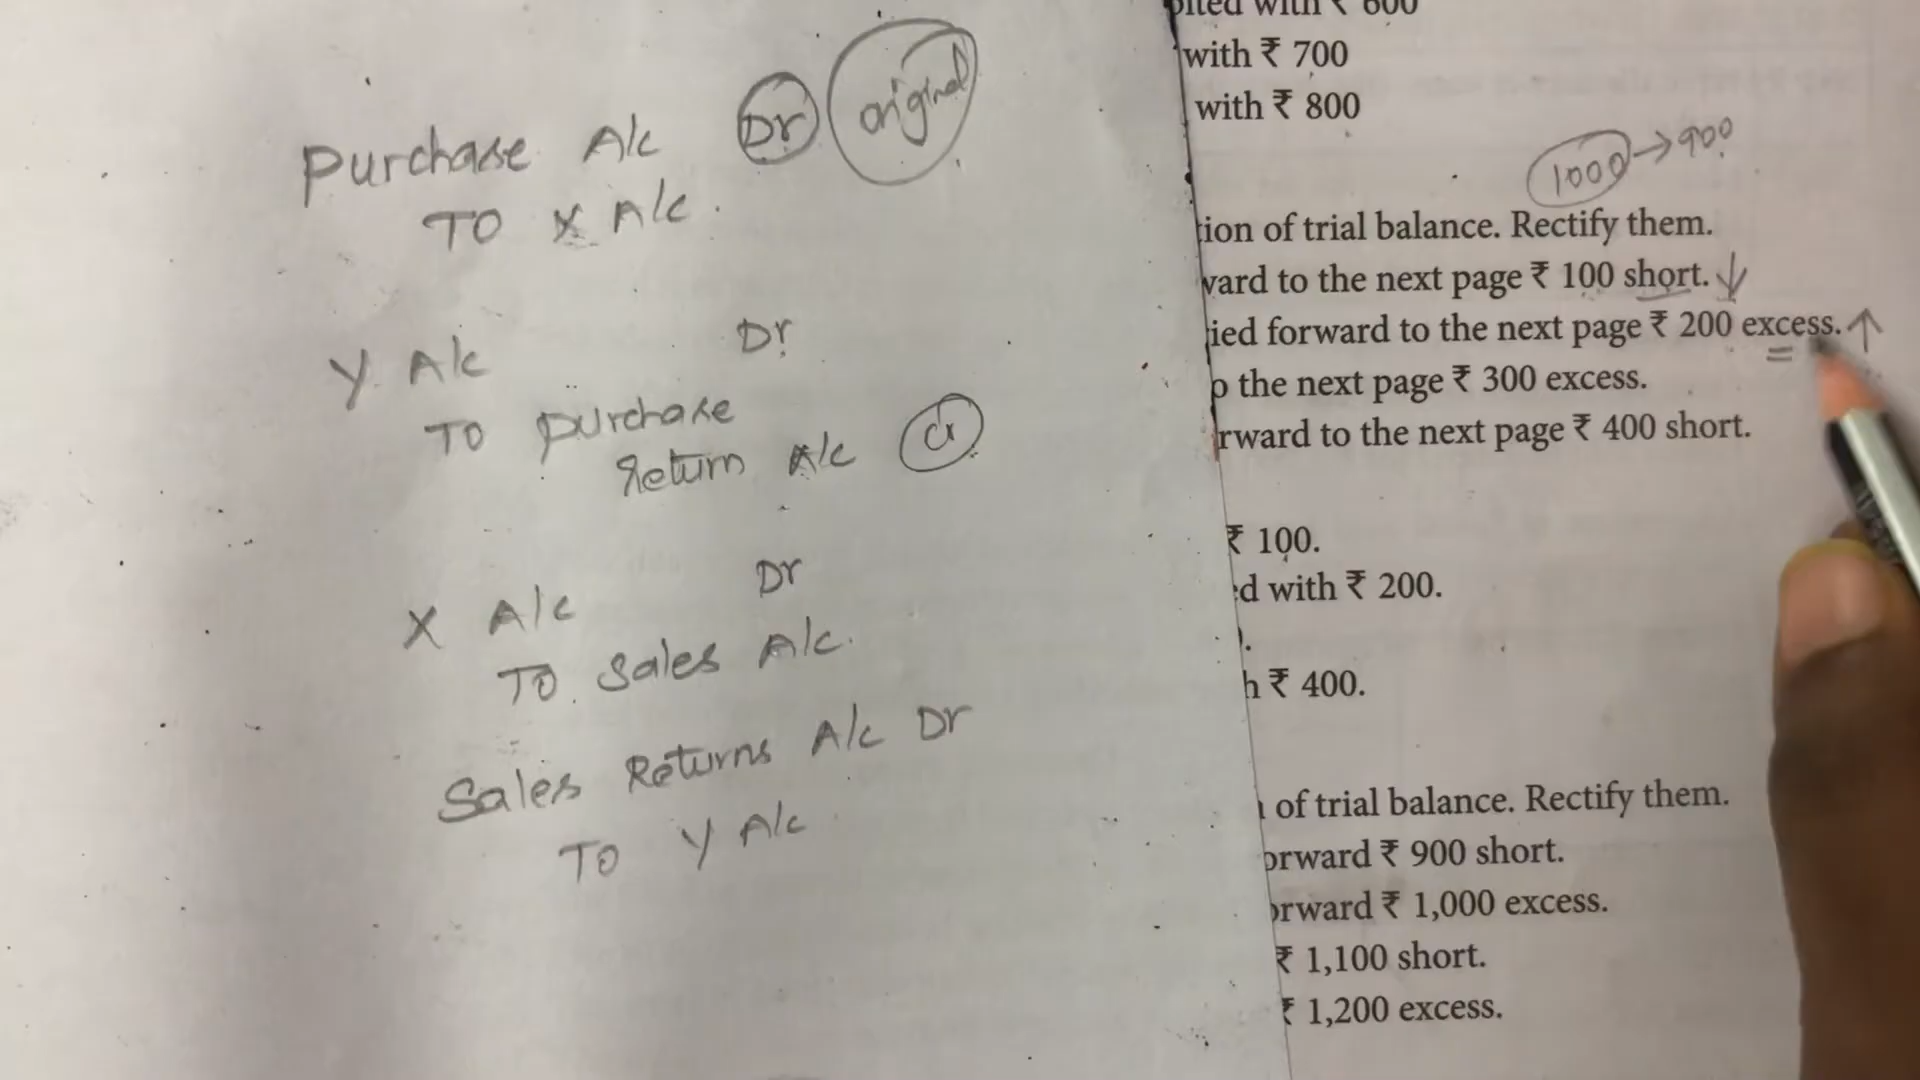 Purchase A/c Dr original
TO X A/c.
Y A/c Dr
TO purchase
Return A/c Cr
X A/c Dr
TO Sales A/c.
Sales Returns A/c Dr
TO Y A/c
with ₹ 600
with ₹ 700
with ₹ 800
1000 → 900
tion of trial balance. Rectify them.
ward to the next page ₹ 100 short. ↓
ied forward to the next page ₹ 200 excess. ↑
o the next page ₹ 300 excess.
rward to the next page ₹ 400 short.
₹ 100.
ed with ₹ 200.
h ₹ 400.
of trial balance. Rectify them.
orward ₹ 900 short.
orward ₹ 1,000 excess.
₹ 1,100 short.
₹ 1,200 excess.